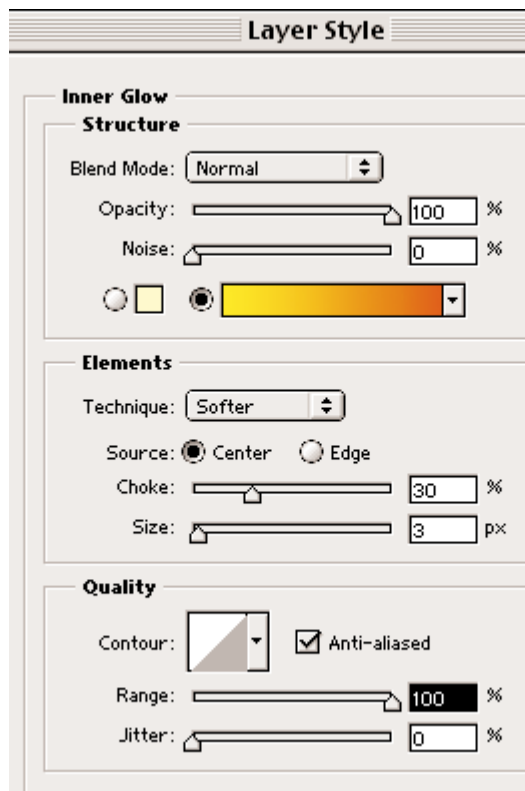 Layer Style
Inner Glow
Structure
Blend Mode: Normal
Opacity: 100 %
Noise: 0 %
Elements
Technique: Softer
Source: Center Edge
Choke: 30 %
Size: 3 px
Quality
Contour: Anti-aliased
Range: 100 %
Jitter: 0 %